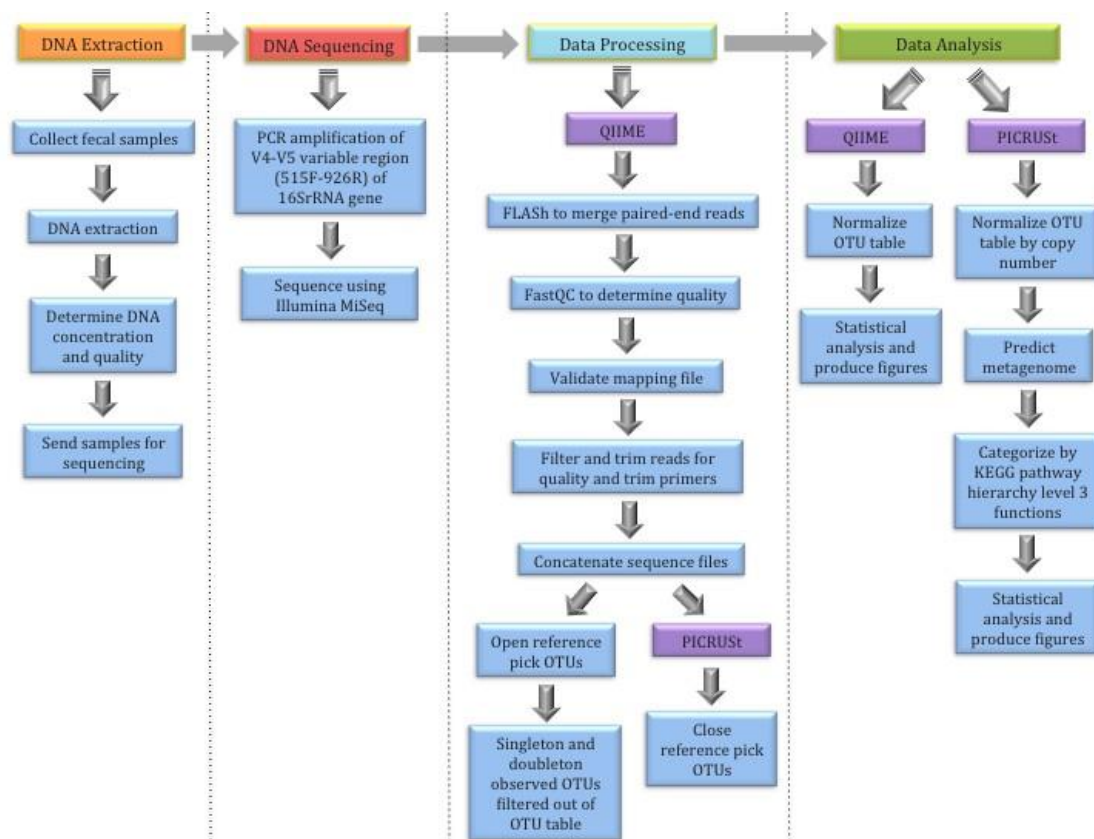 DNA Extraction
DNA Sequencing
Data Processing
Data Analysis
Collect fecal samples
DNA extraction
Determine DNA
concentration
and quality
Send samples for
sequencing
PCR amplification of
V4-V5 variable region
(515F-926R) of
16SrRNA gene
Sequence using
Illumina MiSeq
QIIME
FLASh to merge paired-end reads
FastQC to determine quality
Validate mapping file
Filter and trim reads for
quality and trim primers
Concatenate sequence files
Open reference
pick OTUs
Singleton and
doubleton
observed OTUs
filtered out of
OTU table
PICRUSt
Close
reference pick
OTUs
QIIME
Normalize
OTU table
Statistical
analysis and
produce figures
PICRUSt
Normalize OTU
table by copy
number
Predict
metagenome
Categorize by
KEGG pathway
hierarchy level 3
functions
Statistical
analysis and
produce figures